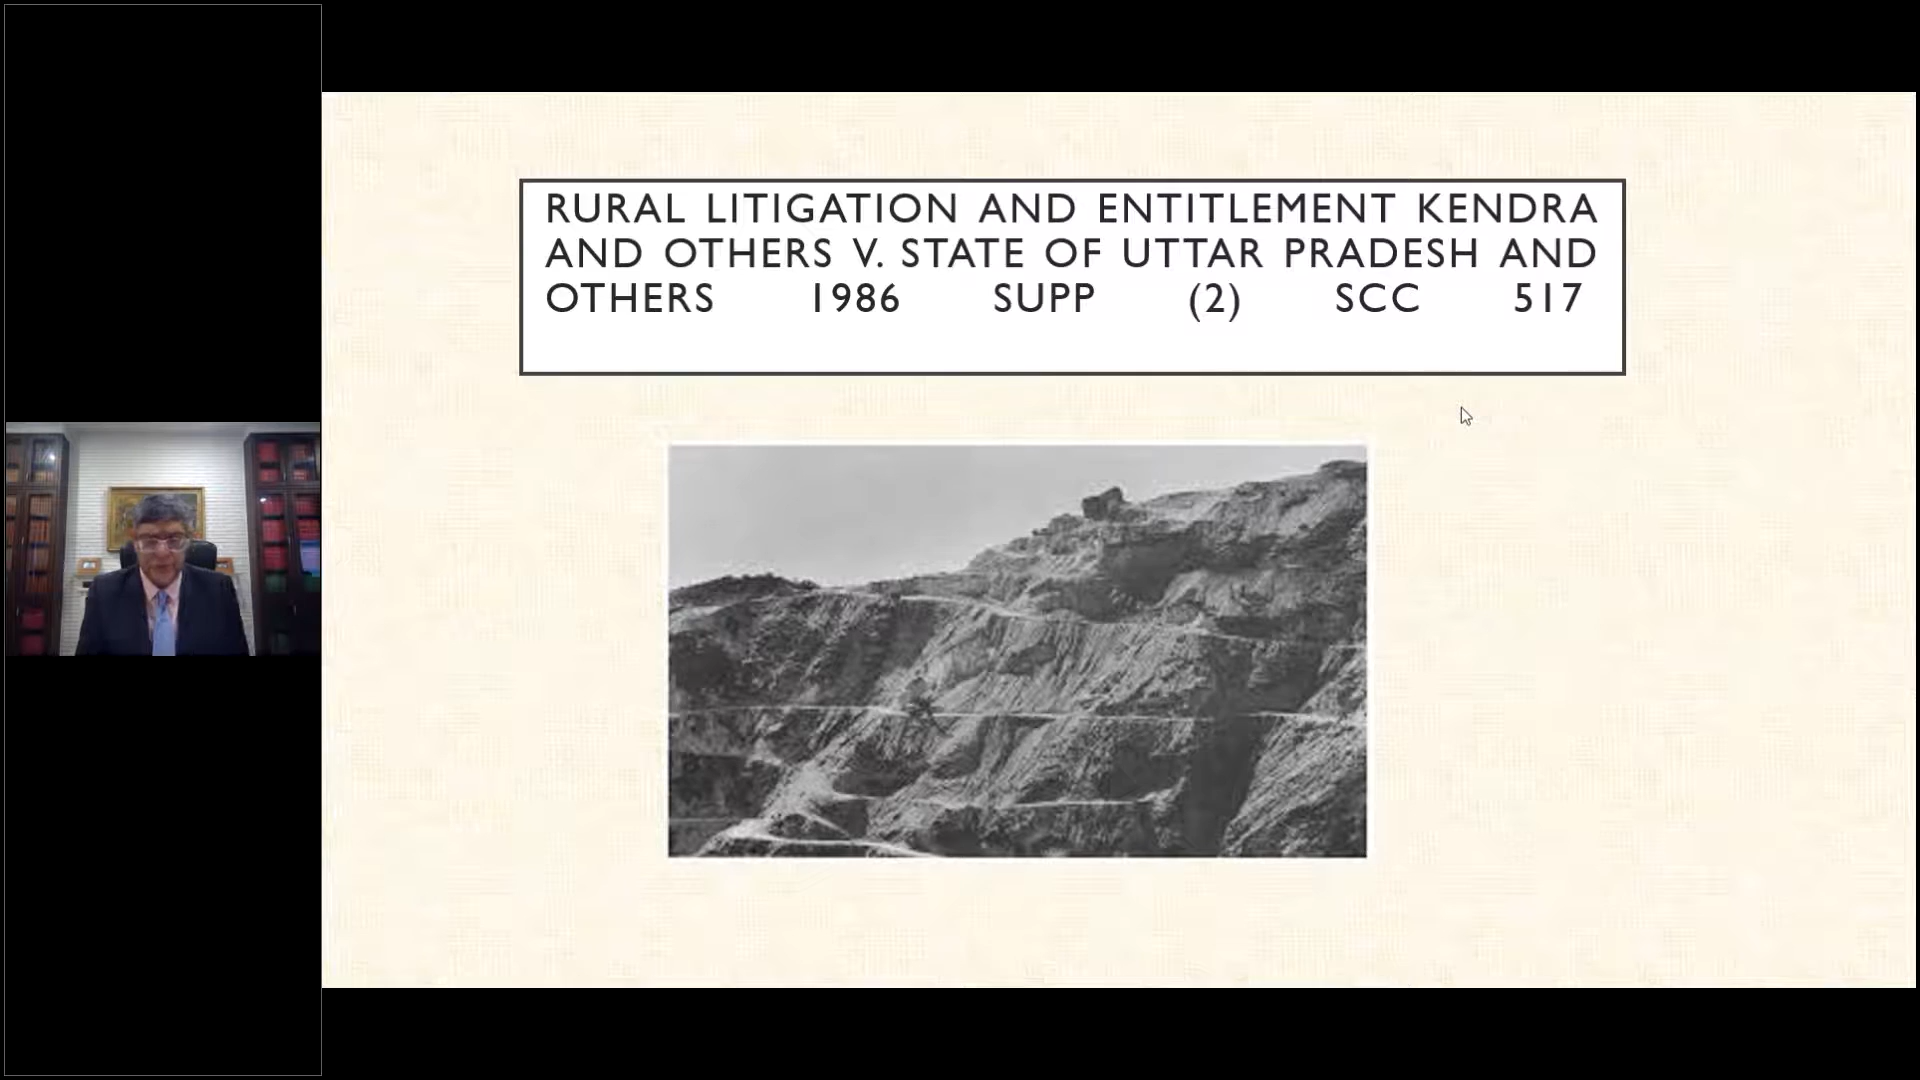 RURAL LITIGATION AND ENTITLEMENT KENDRA
AND OTHERS V. STATE OF UTTAR PRADESH AND
OTHERS 1986 SUPP (2) SCC 517